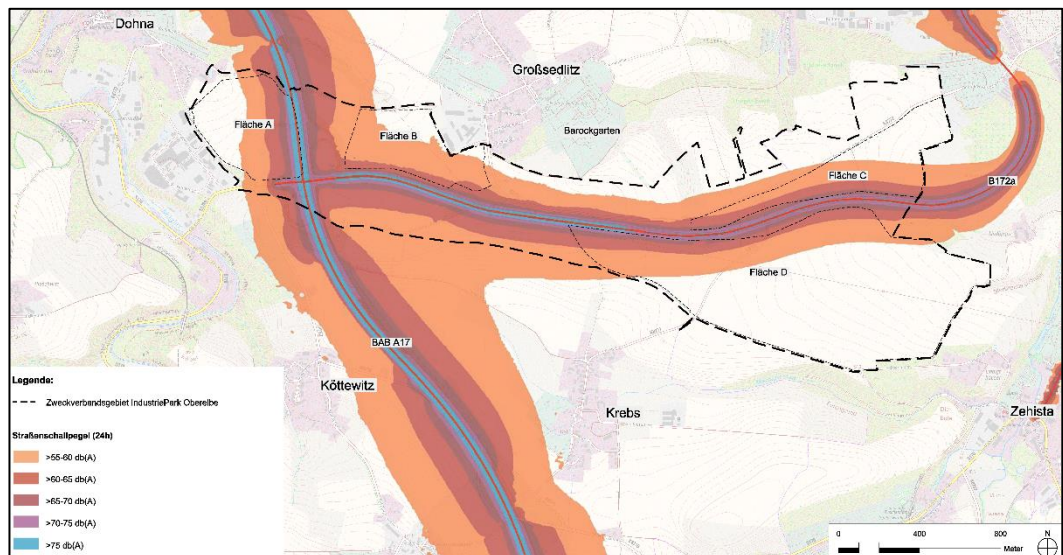 Dohna
Großsedlitz
Fläche A
Fläche B
Barockgarten
Fläche C
B172a
Fläche D
BAB A17
Köttewitz
Krebs
Zehista
Legende:
Zweckverbandsgebiet IndustriePark Oberelbe
Straßenschallpegel (24h)
>55-60 db(A)
>60-65 db(A)
>65-70 db(A)
>70-75 db(A)
>75 db(A)
0 400 800
Meter
N